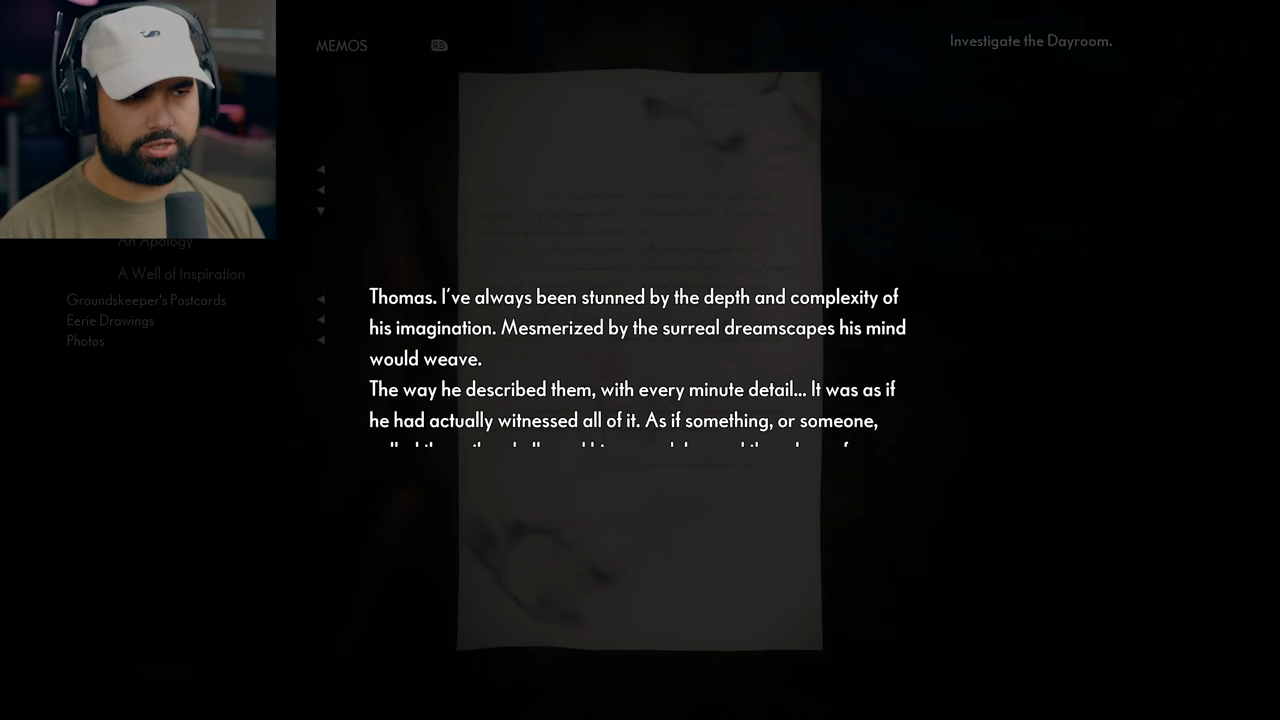 MEMOS
RB
Investigate the Dayroom.
An Apology
A Well of Inspiration
Groundskeeper's Postcards
Eerie Drawings
Photos
Thomas. I've always been stunned by the depth and complexity of
his imagination. Mesmerized by the surreal dreamscapes his mind
would weave.
The way he described them, with every minute detail... It was as if
he had actually witnessed all of it. As if something, or someone,